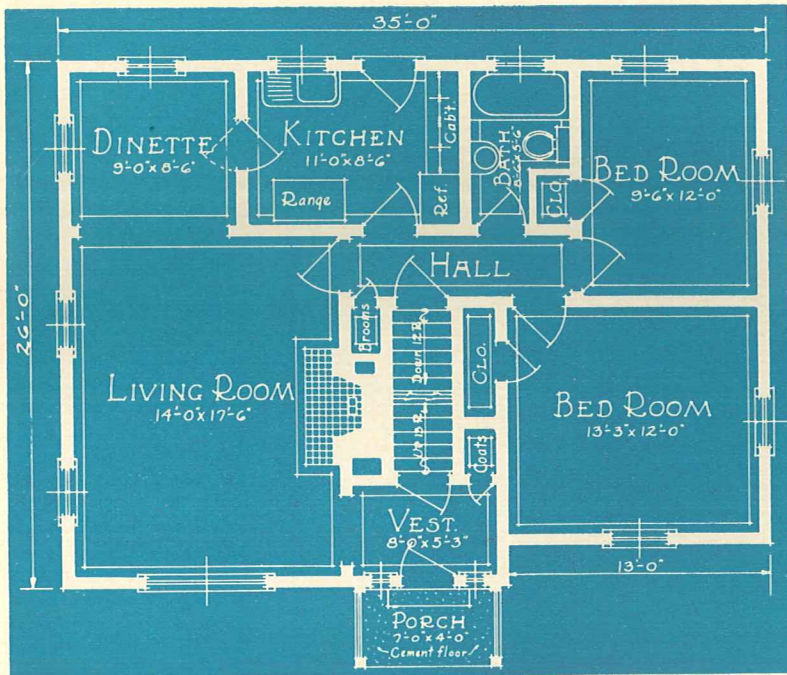 35'-0"
DINETTE
9'-0"x8'-6"
KITCHEN
11'-0"x8'-6"
Cab't.
Range
Ref.
BATH
CLO.
BED ROOM
9'-6"x12'-0"
HALL
26'-0"
Brooms
Down 12 R.
CLO.
LIVING ROOM
14'-0"x17'-6"
BED ROOM
13'-3"x12'-0"
Coats
VEST.
8'-0"x5'-3"
13'-0"
PORCH
7'-0"x4'-0"
Cement floor